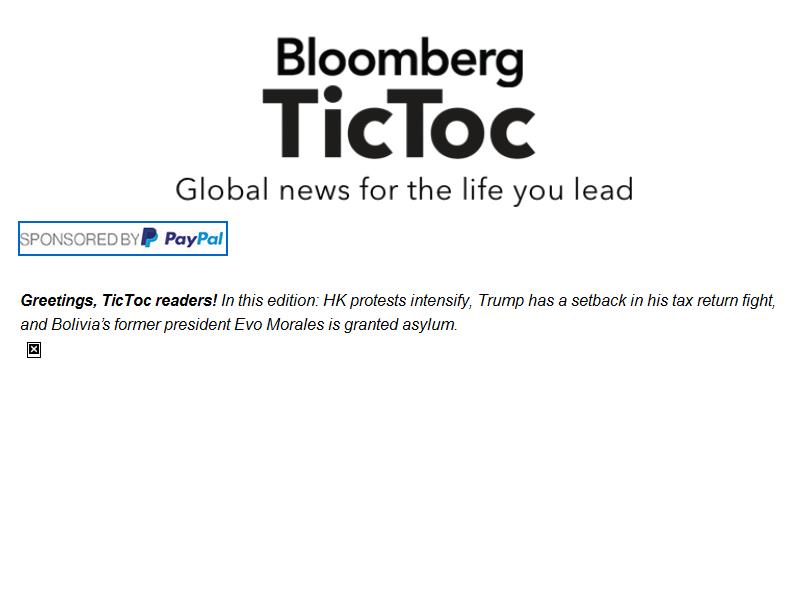 Bloomberg
TicToc
Global news for the life you lead
SPONSORED BY PayPal
Greetings, TicToc readers! In this edition: HK protests intensify, Trump has a setback in his tax return fight,
and Bolivia’s former president Evo Morales is granted asylum.